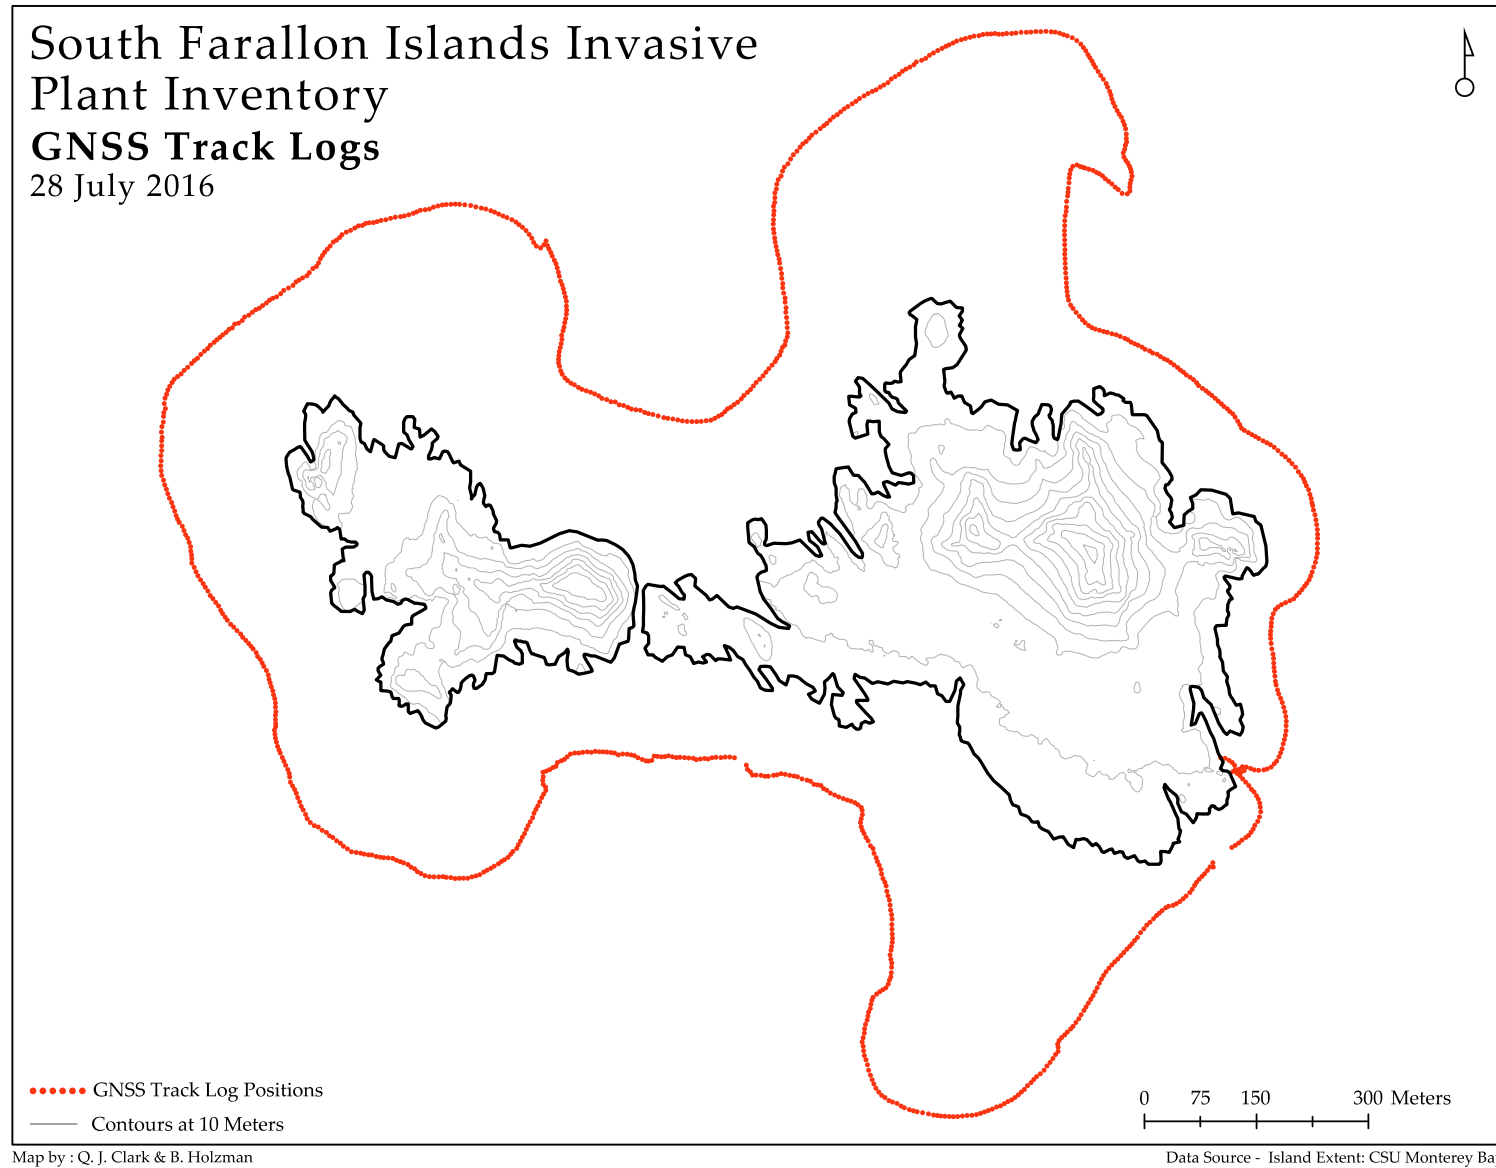 South Farallon Islands Invasive
Plant Inventory
GNSS Track Logs
28 July 2016
GNSS Track Log Positions
Contours at 10 Meters
0 75 150 300 Meters
Map by : Q. J. Clark & B. Holzman
Data Source - Island Extent: CSU Monterey Ba